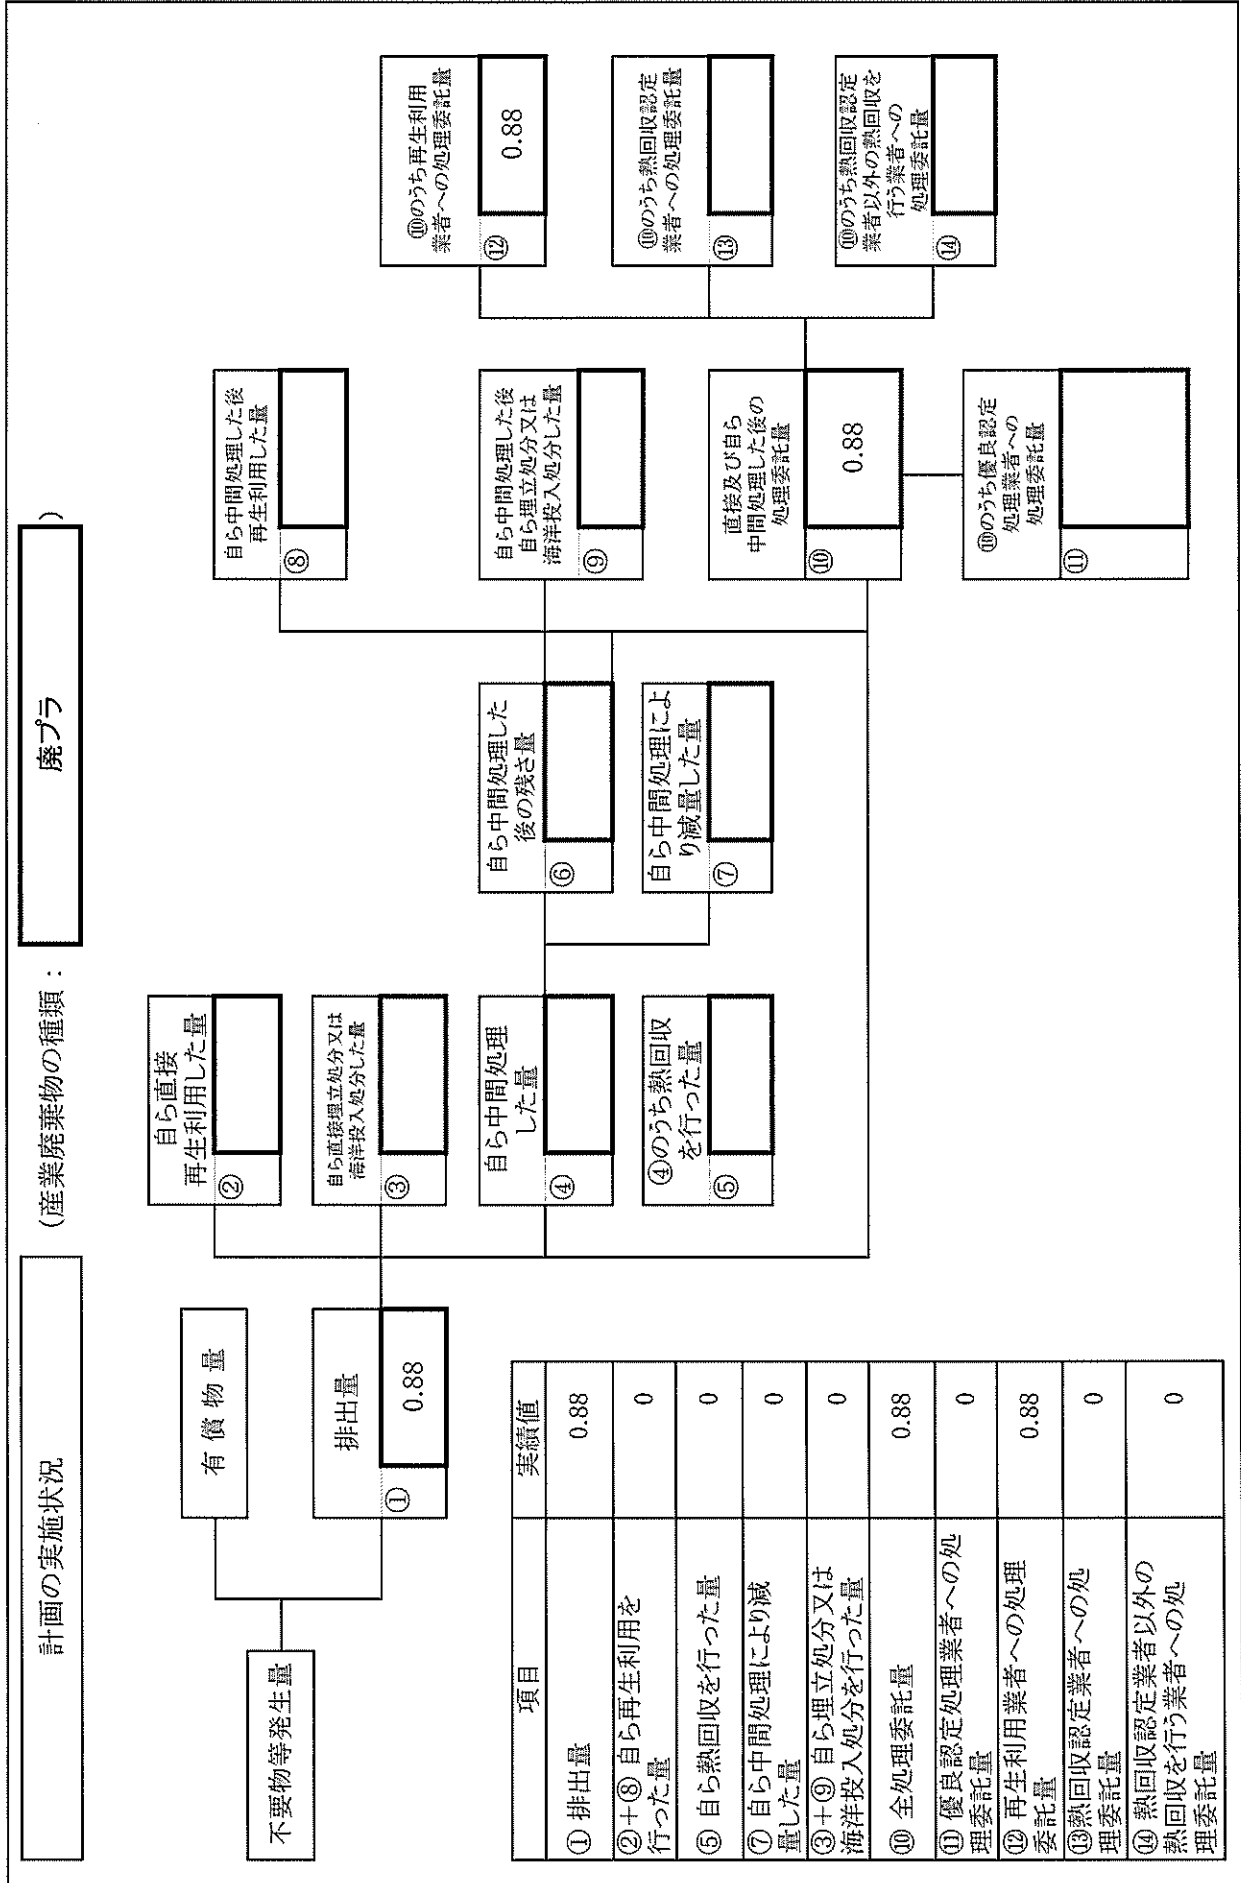 計画の実施状況
(産業廃棄物の種類：
廃プラ
)
不要物等発生量
有 償 物 量
排出量
①
0.88
自ら直接
再生利用した量
②
自ら直接埋立処分又は
海洋投入処分した量
③
自ら中間処理
した量
④
④のうち熱回収
を行った量
⑤
自ら中間処理した
後の残さ量
⑥
自ら中間処理によ
り減量した量
⑦
自ら中間処理した後
再生利用した量
⑧
自ら中間処理した後
自ら埋立処分又は
海洋投入処分した量
⑨
直接及び自ら
中間処理した後の
処理委託量
⑩
0.88
⑩のうち優良認定
処理業者への
処理委託量
⑪
⑩のうち再生利用
業者への処理委託量
⑫
0.88
⑩のうち熱回収認定
業者への処理委託量
⑬
⑩のうち熱回収認定
業者以外の熱回収を
行う業者への
処理委託量
⑭
項目
実績値
① 排出量
0.88
②＋⑧ 自ら再生利用を
行った量
0
⑤ 自ら熱回収を行った量
0
⑦ 自ら中間処理により減
量した量
0
③＋⑨ 自ら埋立処分又は
海洋投入処分を行った量
0
⑩ 全処理委託量
0.88
⑪ 優良認定処理業者への処
理委託量
0
⑫ 再生利用業者への処理
委託量
0.88
⑬熱回収認定業者への処
理委託量
0
⑭ 熱回収認定業者以外の
熱回収を行う業者への処
理委託量
0